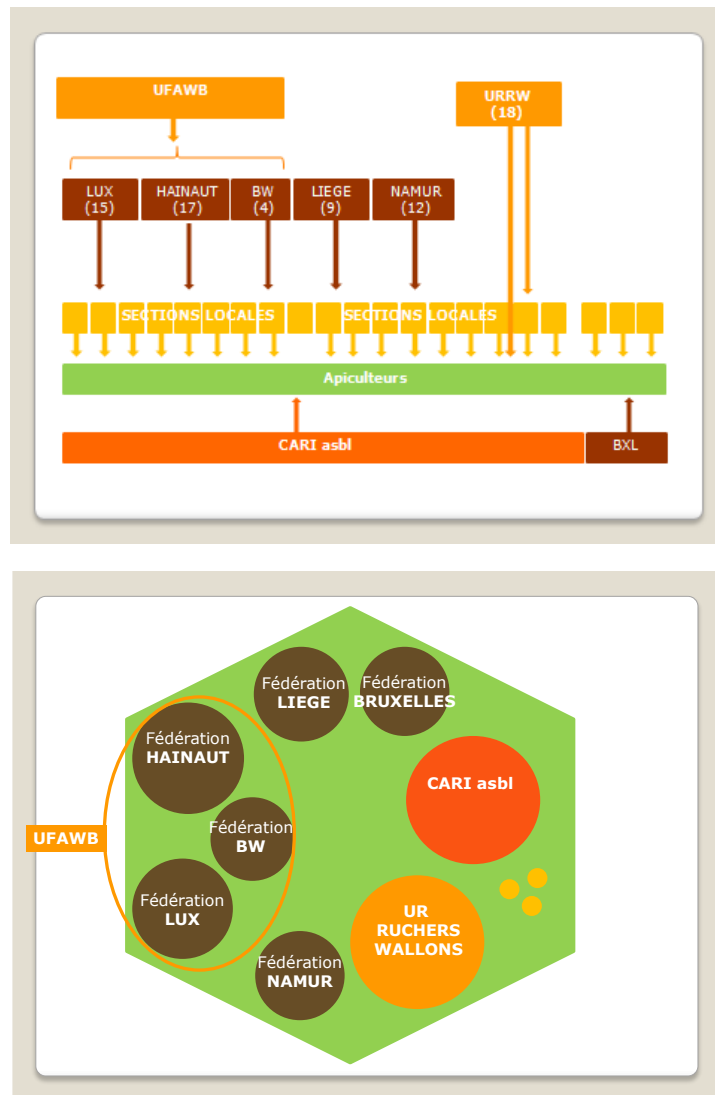 UFAWB
URRW
(18)
LUX
(15)
HAINAUT
(17)
BW
(4)
LIEGE
(9)
NAMUR
(12)
SECTIONS LOCALES
SECTIONS LOCALES
Apiculteurs
CARI asbl
BXL
Fédération
LIEGE
Fédération
BRUXELLES
Fédération
HAINAUT
CARI asbl
Fédération
BW
UFAWB
Fédération
LUX
UR
RUCHERS
WALLONS
Fédération
NAMUR